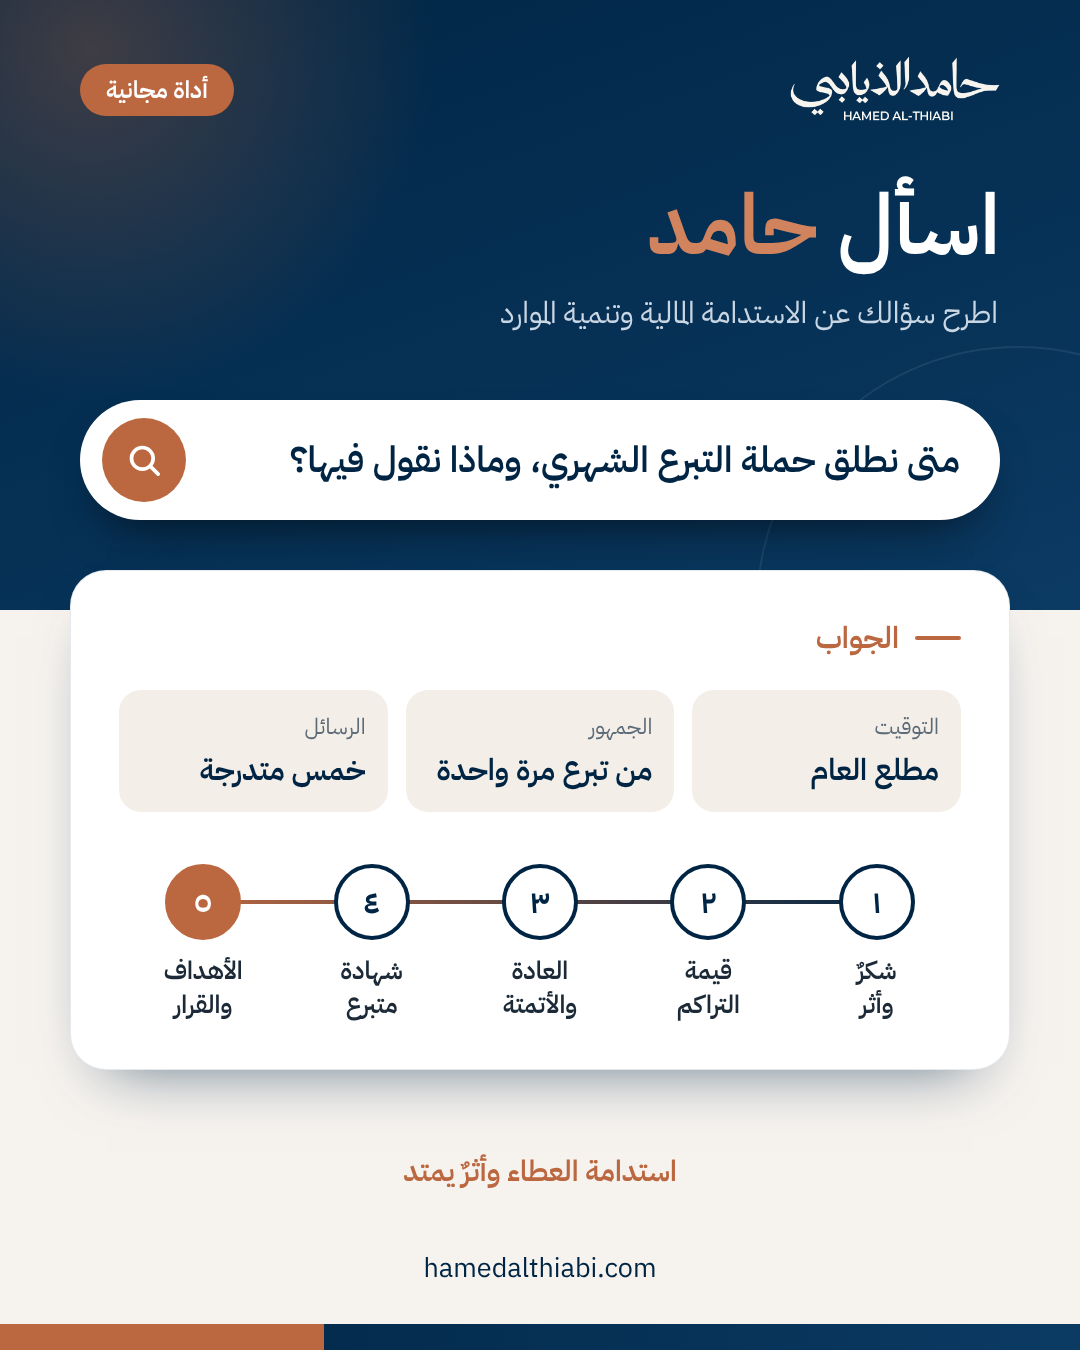 حامد الذيابي
HAMED AL-THIABI
أداة مجانية
اسأل حامد
اطرح سؤالك عن الاستدامة المالية وتنمية الموارد
متى نطلق حملة التبرع الشهري، وماذا نقول فيها؟
الجواب
التوقيت
مطلع العام
الجمهور
من تبرع مرة واحدة
الرسائل
خمس متدرجة
١
شكرٌ
وأثر
٢
قيمة
التراكم
٣
العادة
والأتمتة
٤
شهادة
متبرع
٥
الأهداف
والقرار
استدامة العطاء وأثرٌ يمتد
hamedalthiabi.com